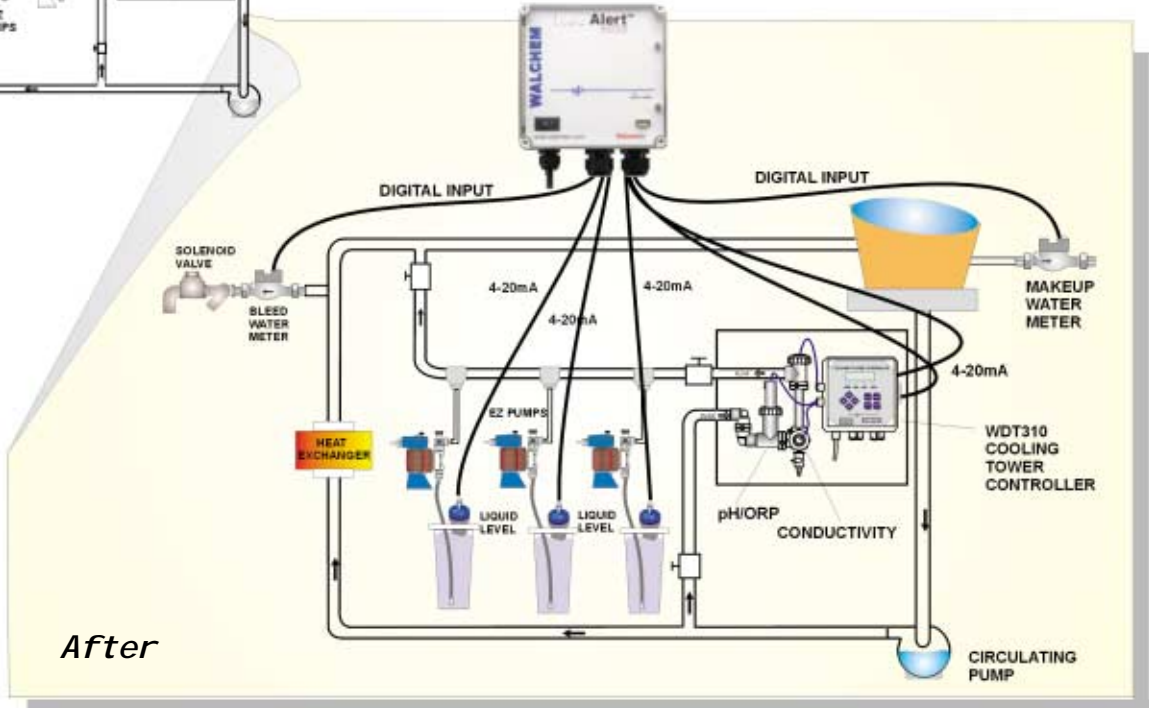 PS
Alert™
WALCHEM
DIGITAL INPUT
DIGITAL INPUT
SOLENOID
VALVE
BLEED
WATER
METER
4-20mA
4-20mA
4-20mA
MAKEUP
WATER
METER
4-20mA
EZ PUMPS
HEAT
EXCHANGER
WDT310
COOLING
TOWER
CONTROLLER
LIQUID
LEVEL
LIQUID
LEVEL
pH/ORP
CONDUCTIVITY
After
CIRCULATING
PUMP